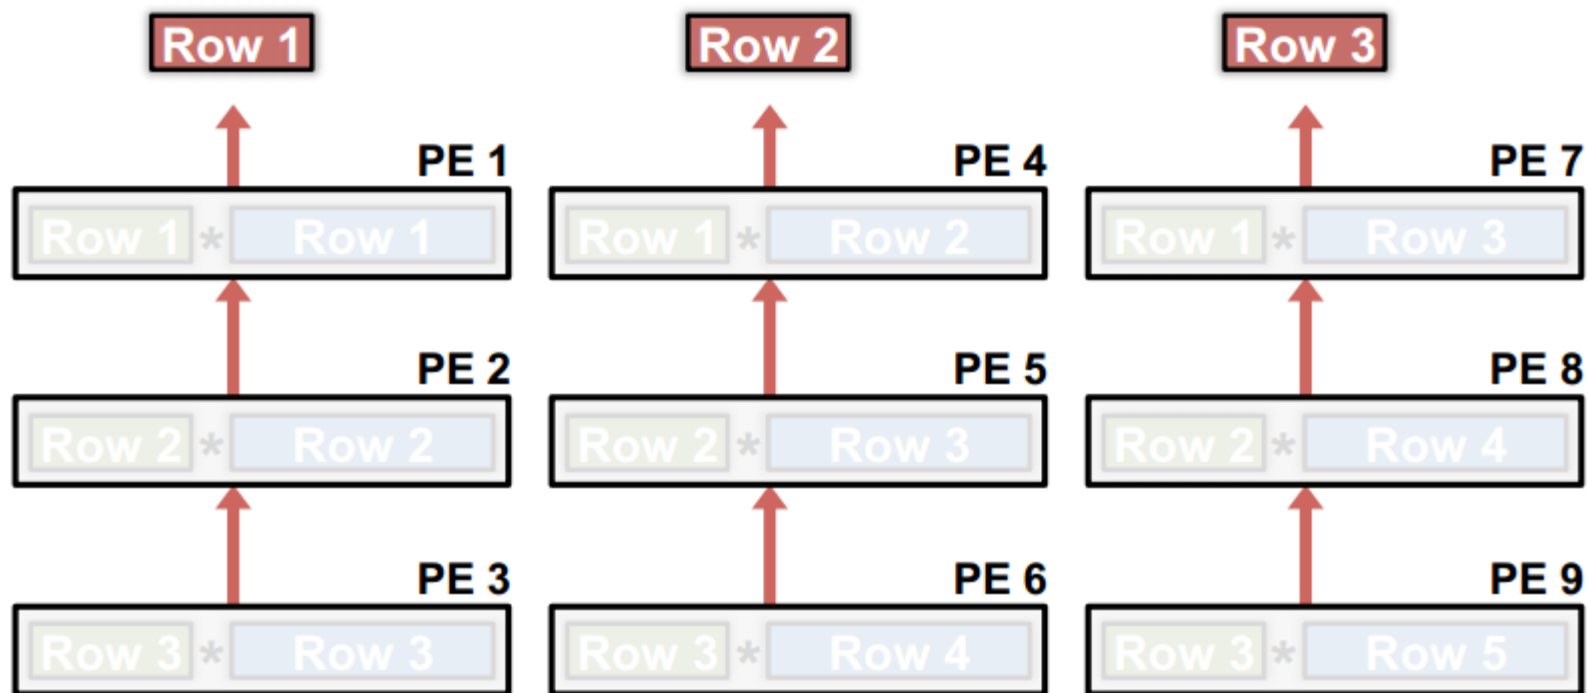 Row 1 Row 2 Row 3
PE 1 PE 4 PE 7
Row 1 * Row 1 Row 1 * Row 2 Row 1 * Row 3
PE 2 PE 5 PE 8
Row 2 * Row 2 Row 2 * Row 3 Row 2 * Row 4
PE 3 PE 6 PE 9
Row 3 * Row 3 Row 3 * Row 4 Row 3 * Row 5